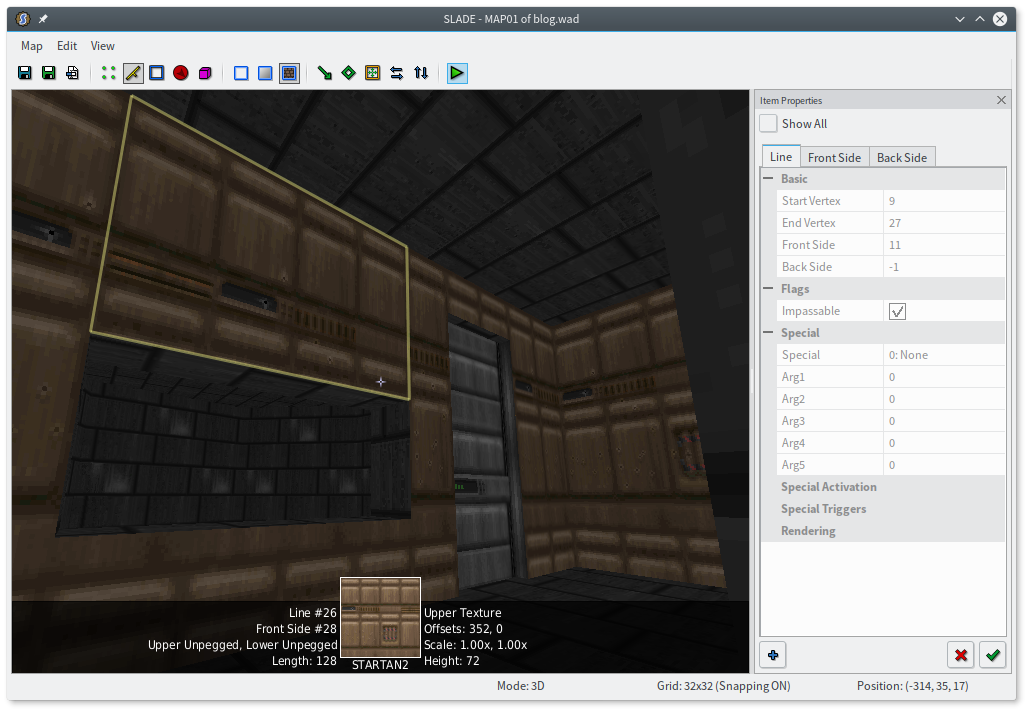 SLADE - MAP01 of blog.wad
Map Edit View
Item Properties
Show All
Line Front Side Back Side
Basic
Start Vertex 9
End Vertex 27
Front Side 11
Back Side -1
Flags
Impassable
Special
Special 0: None
Arg1 0
Arg2 0
Arg3 0
Arg4 0
Arg5 0
Special Activation
Special Triggers
Rendering
Line #26
Front Side #28
Upper Unpegged, Lower Unpegged
Length: 128
STARTAN2
Upper Texture
Offsets: 352, 0
Scale: 1.00x, 1.00x
Height: 72
Mode: 3D Grid: 32x32 (Snapping ON) Position: (-314, 35, 17)